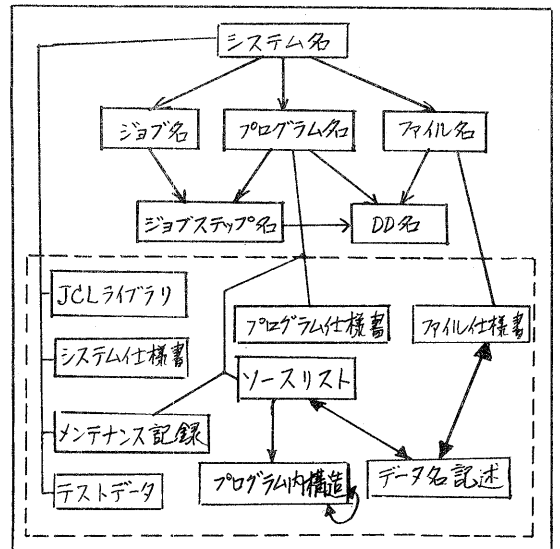 システム名
ジョブ名
プログラム名
ファイル名
ジョブステップ名
DD名
JCLライブラリ
プログラム仕様書
ファイル仕様書
システム仕様書
ソースリスト
メンテナンス記録
プログラム内構造
データ名記述
テストデータ